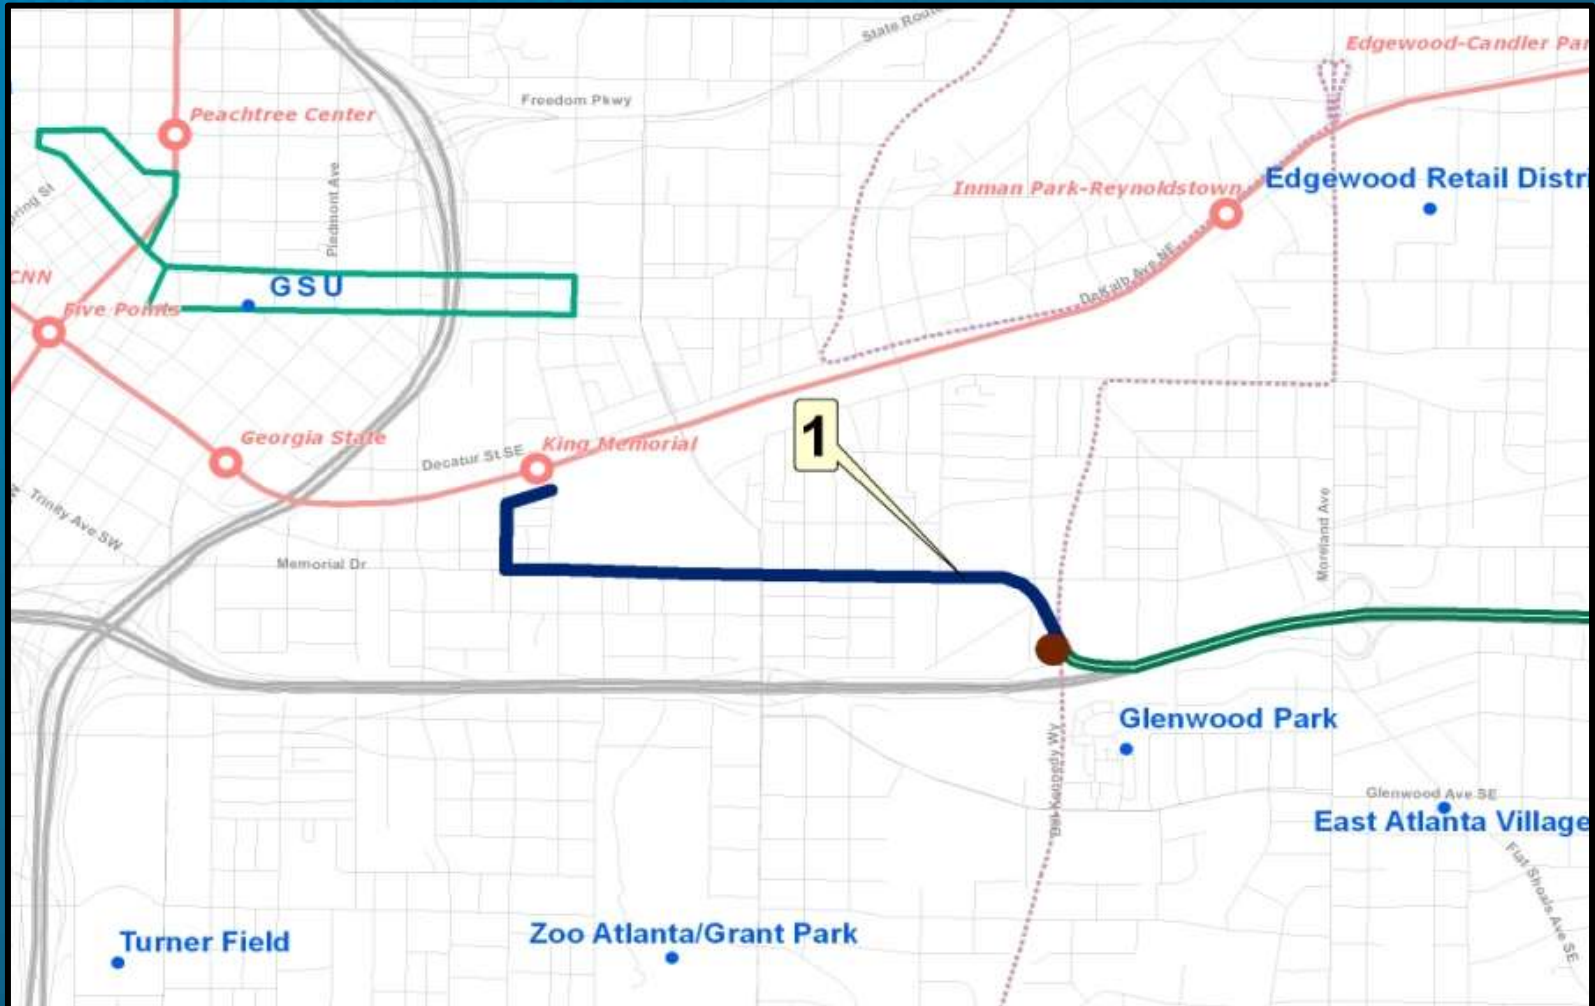 State Route
Edgewood-Candler Par
Freedom Pkwy
Peachtree Center
Piedmont Ave
pring St
Inman Park-Reynoldstown
Edgewood Retail Distri
DeKalb Ave NE
CNN
GSU
Five Points
1
Georgia State
King Memorial
Decatur St SE
Trinity Ave SW
Moreland Ave
Memorial Dr
Glenwood Park
Bill Kennedy Wy
Glenwood Ave SE
East Atlanta Village
Flat Shoals Ave SE
Turner Field
Zoo Atlanta/Grant Park